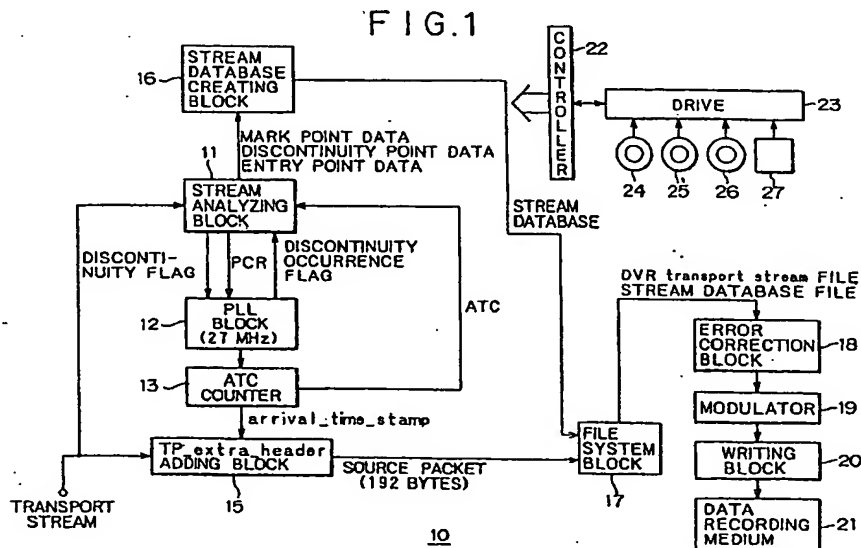 FIG.1
STREAM
DATABASE
CREATING
BLOCK
16
MARK POINT DATA
DISCONTINUITY POINT DATA
ENTRY POINT DATA
11
STREAM
ANALYZING
BLOCK
DISCONTI-
NUITY FLAG
PCR
DISCONTINUITY
OCCURRENCE
FLAG
12
PLL
BLOCK
(27 MHz)
ATC
13
ATC
COUNTER
arrival_time_stamp
TP_extra_header
ADDING BLOCK
15
SOURCE PACKET
(192 BYTES)
TRANSPORT
STREAM
10
STREAM
DATABASE
CONTROLLER
22
DRIVE
23
24
25
26
27
DVR transport stream FILE
STREAM DATABASE FILE
FILE
SYSTEM
BLOCK
17
ERROR
CORRECTION
BLOCK
18
MODULATOR
19
WRITING
BLOCK
20
DATA
RECORDING
MEDIUM
21